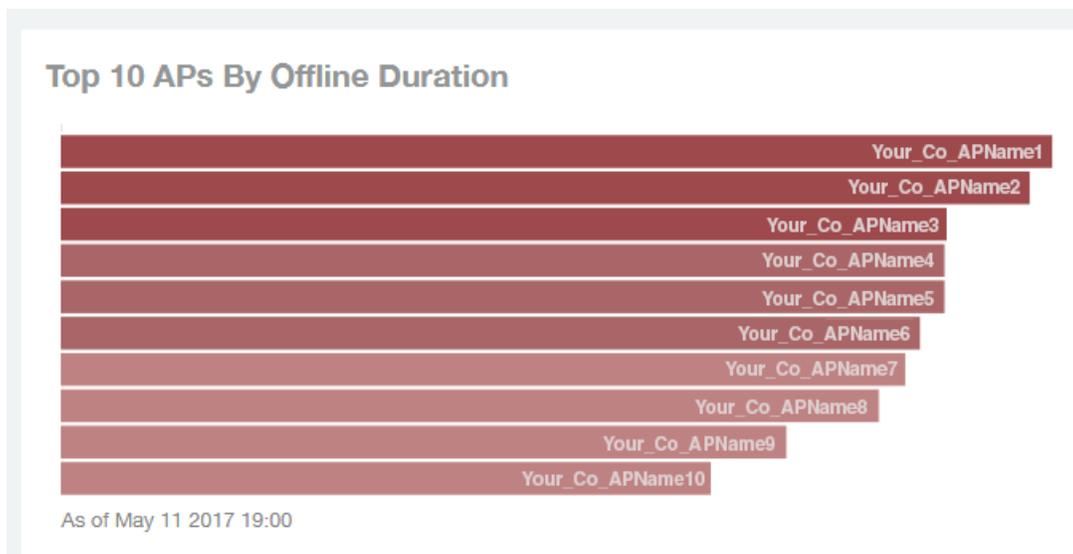 Top 10 APs By Offline Duration
Your_Co_APName1
Your_Co_APName2
Your_Co_APName3
Your_Co_APName4
Your_Co_APName5
Your_Co_APName6
Your_Co_APName7
Your_Co_APName8
Your_Co_APName9
Your_Co_APName10
As of May 11 2017 19:00